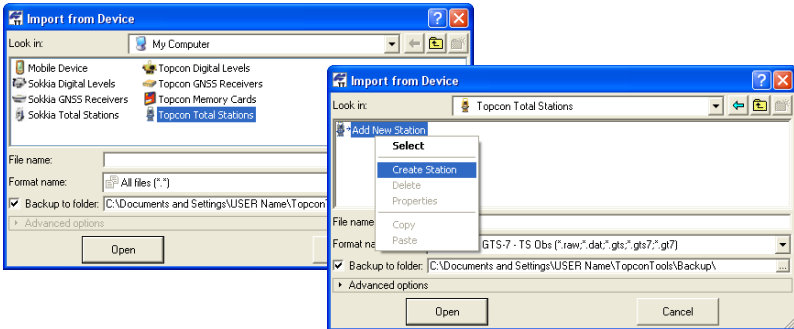 Import from Device
Look in: My Computer
Mobile Device Topcon Digital Levels
Sokkia Digital Levels Topcon GNSS Receivers
Sokkia GNSS Receivers Topcon Memory Cards
Sokkia Total Stations Topcon Total Stations
File name:
Format name: All files (*.*)
Backup to folder: C:\Documents and Settings\USER Name\Topcon
Advanced options
Open
Import from Device
Look in: Topcon Total Stations
Add New Station
Select
Create Station
Delete
Properties
Copy
Paste
File name
Format na GTS-7 - TS Obs (*.raw;*.dat;*.gts;*.gts7;*.gt7)
Backup to folder: C:\Documents and Settings\USER Name\TopconTools\Backup\
...
Advanced options
Open Cancel